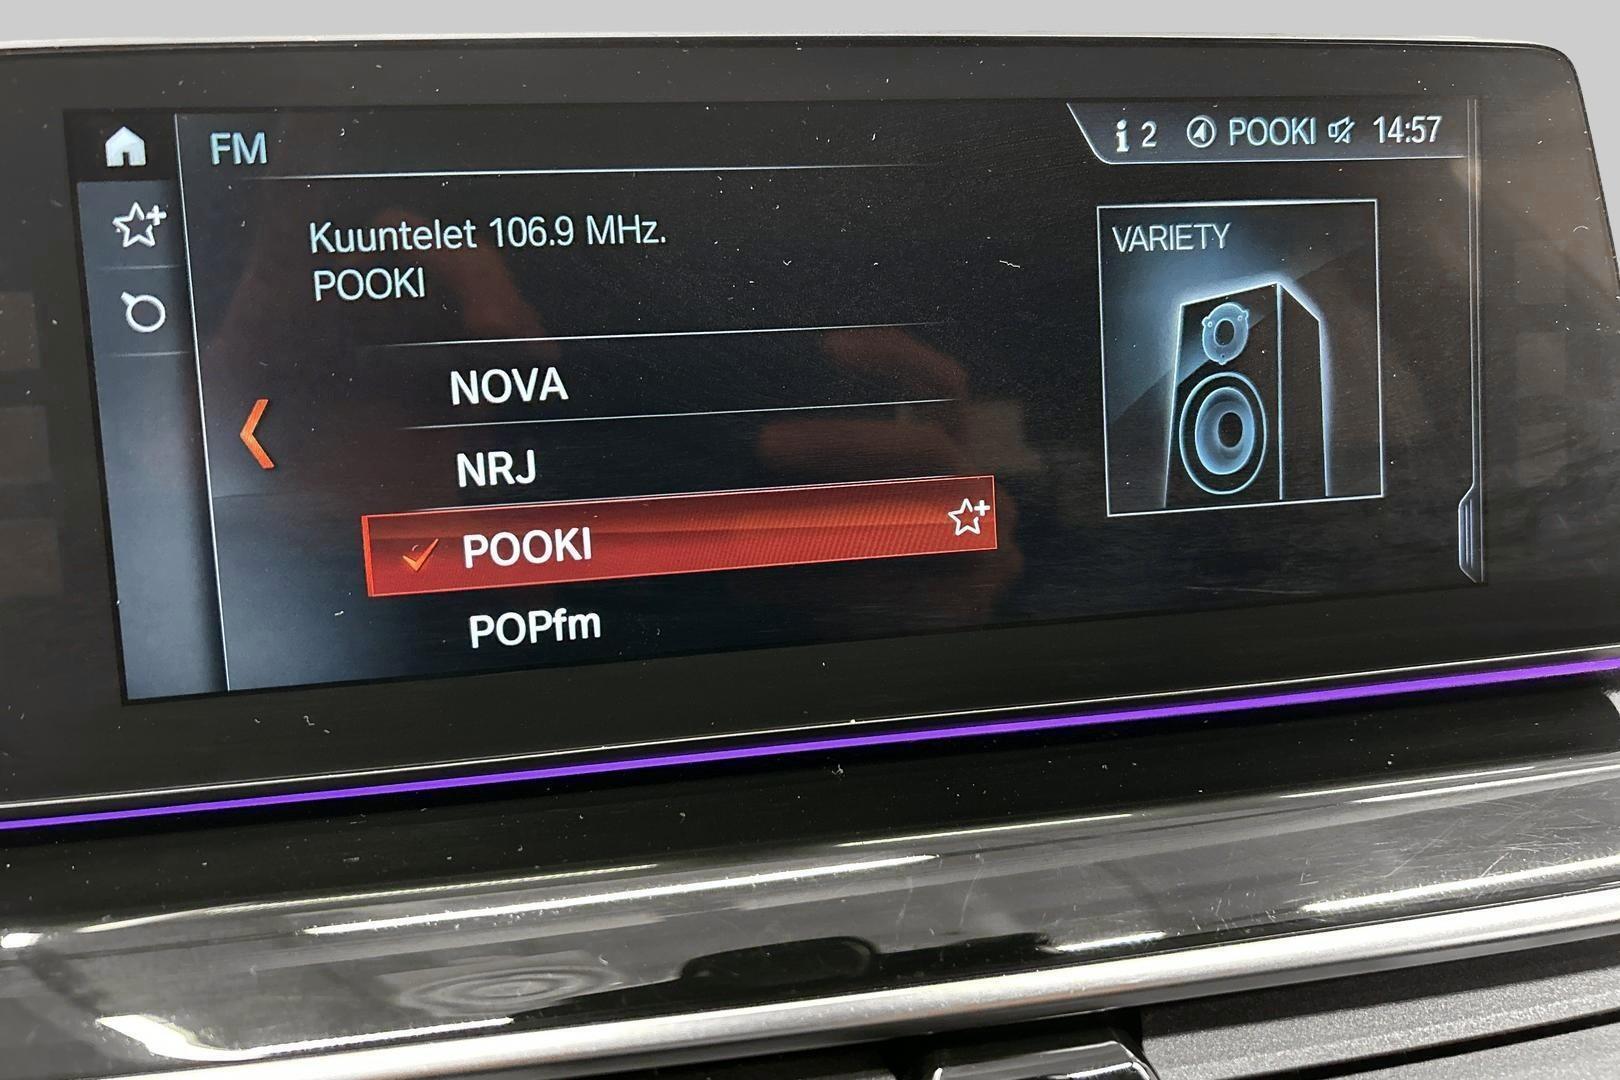 FM
2 POOKI 14:57
Kuuntelet 106.9 MHz.
POOKI
VARIETY
NOVA
NRJ
POOKI
POPfm